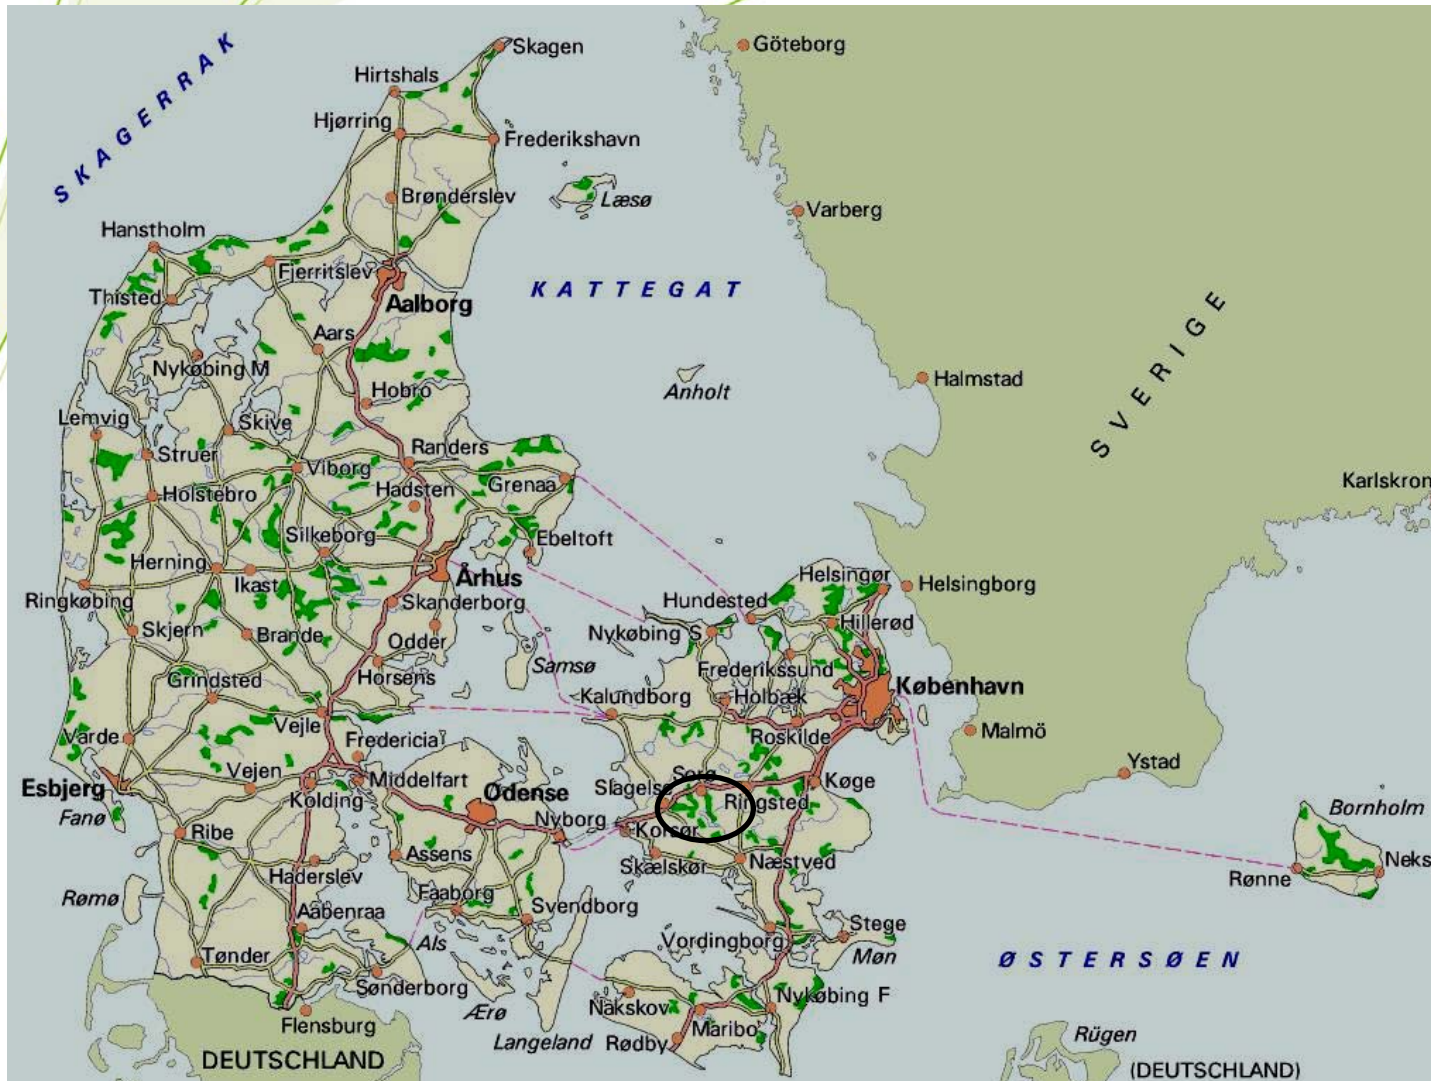 Göteborg
Skagen
SKAGERRAK
Hirtshals
Hjørring
Frederikshavn
Brønderslev
Læsø
Varberg
Hanstholm
Fjerritslev
KATTEGAT
Thisted
Aalborg
Aars
SVERIGE
Nykøbing M
Hobro
Anholt
Halmstad
Lemvig
Skive
Struer
Randers
Viborg
Holstebro
Hadsten
Grenaa
Karlskron
Silkeborg
Ebeltoft
Herning
Ikast
Århus
Helsingør
Helsingborg
Ringkøbing
Skanderborg
Hundested
Skjern
Brande
Odder
Nykøbing S
Hillerød
Samsø
Frederikssund
Grindsted
Horsens
Kalundborg
Holbæk
København
Vejle
Varde
Fredericia
Roskilde
Malmö
Ystad
Vejen
Middelfart
Sorø
Køge
Esbjerg
Kolding
Odense
Slagelse
Ringsted
Bornholm
Fanø
Nyborg
Korsør
Ribe
Assens
Skælskør
Næstved
Neks
Haderslev
Rønne
Rømø
Faaborg
Svendborg
Aabenraa
Stege
Als
Vordingborg
Møn
Tønder
ØSTERSØEN
Sønderborg
Nakskov
Nykøbing F
Ærø
Flensburg
Maribo
Langeland
Rødby
Rügen
DEUTSCHLAND
(DEUTSCHLAND)